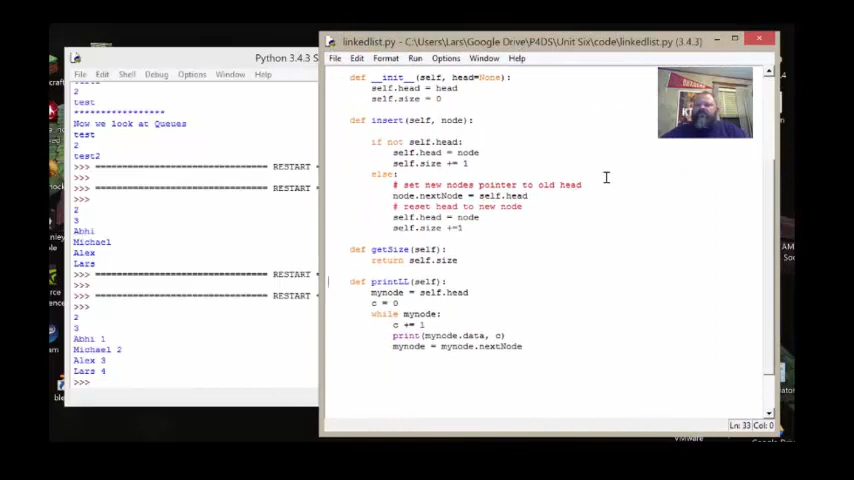 linkedlist.py - C:\Users\Lars\Google Drive\P4DS\Unit Six\code\linkedlist.py (3.4.3)
File Edit Format Run Options Window Help
def __init__(self, head=None):
self.head = head
self.size = 0
def insert(self, node):
if not self.head:
self.head = node
self.size += 1
else:
# set new nodes pointer to old head
node.nextNode = self.head
# reset head to new node
self.head = node
self.size +=1
def getSize(self):
return self.size
def printLL(self):
mynode = self.head
c = 0
while mynode:
c += 1
print(mynode.data, c)
mynode = mynode.nextNode
Ln: 33 Col: 0
Python 3.4.3 S
File Edit Shell Debug Options Window Help
2
test
*****************
Now we look at Queues
test
2
test2
>>> ================================ RESTART =
>>>
>>> ================================ RESTART =
>>>
2
3
Abhi
Michael
Alex
Lars
>>> ================================ RESTART =
>>>
>>> ================================ RESTART =
>>>
2
3
Abhi 1
Michael 2
Alex 3
Lars 4
>>>
VMware